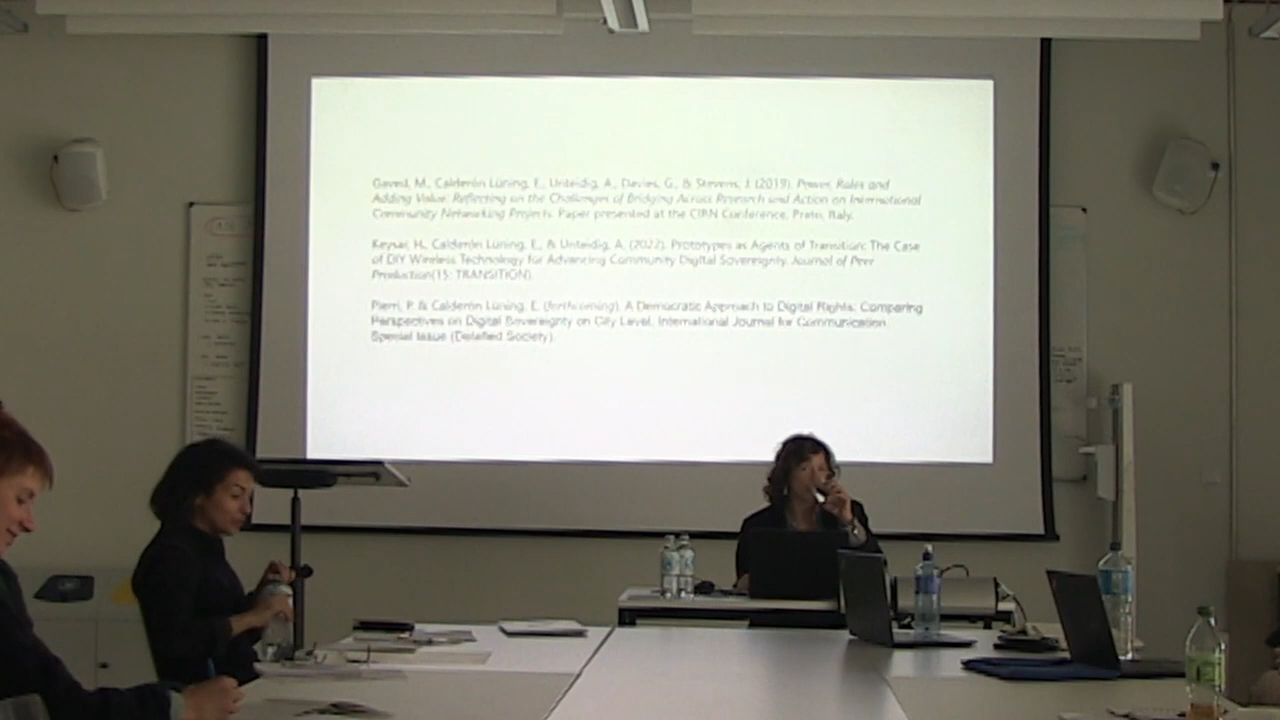 Gaved, M., Calderón Lüning, E., Unteidig, A., Davies, G., & Stevens, J. (2019). Power, Roles and
Adding Value: Reflecting on the Challenges of Bridging Across Research and Action on International
Community Networking Projects. Paper presented at the CIRN Conference, Prato, Italy.
Keysar, H., Calderón Lüning, E., & Unteidig, A. (2022). Prototypes as Agents of Transition: The Case
of DIY Wireless Technology for Advancing Community Digital Sovereignty. Journal of Peer
Production(15: TRANSITION).
Pierri, P. & Calderón Lüning, E. (forthcoming). A Democratic Approach to Digital Rights: Comparing
Perspectives on Digital Sovereignty on City Level. International Journal for Communication
Special Issue (Datafied Society).